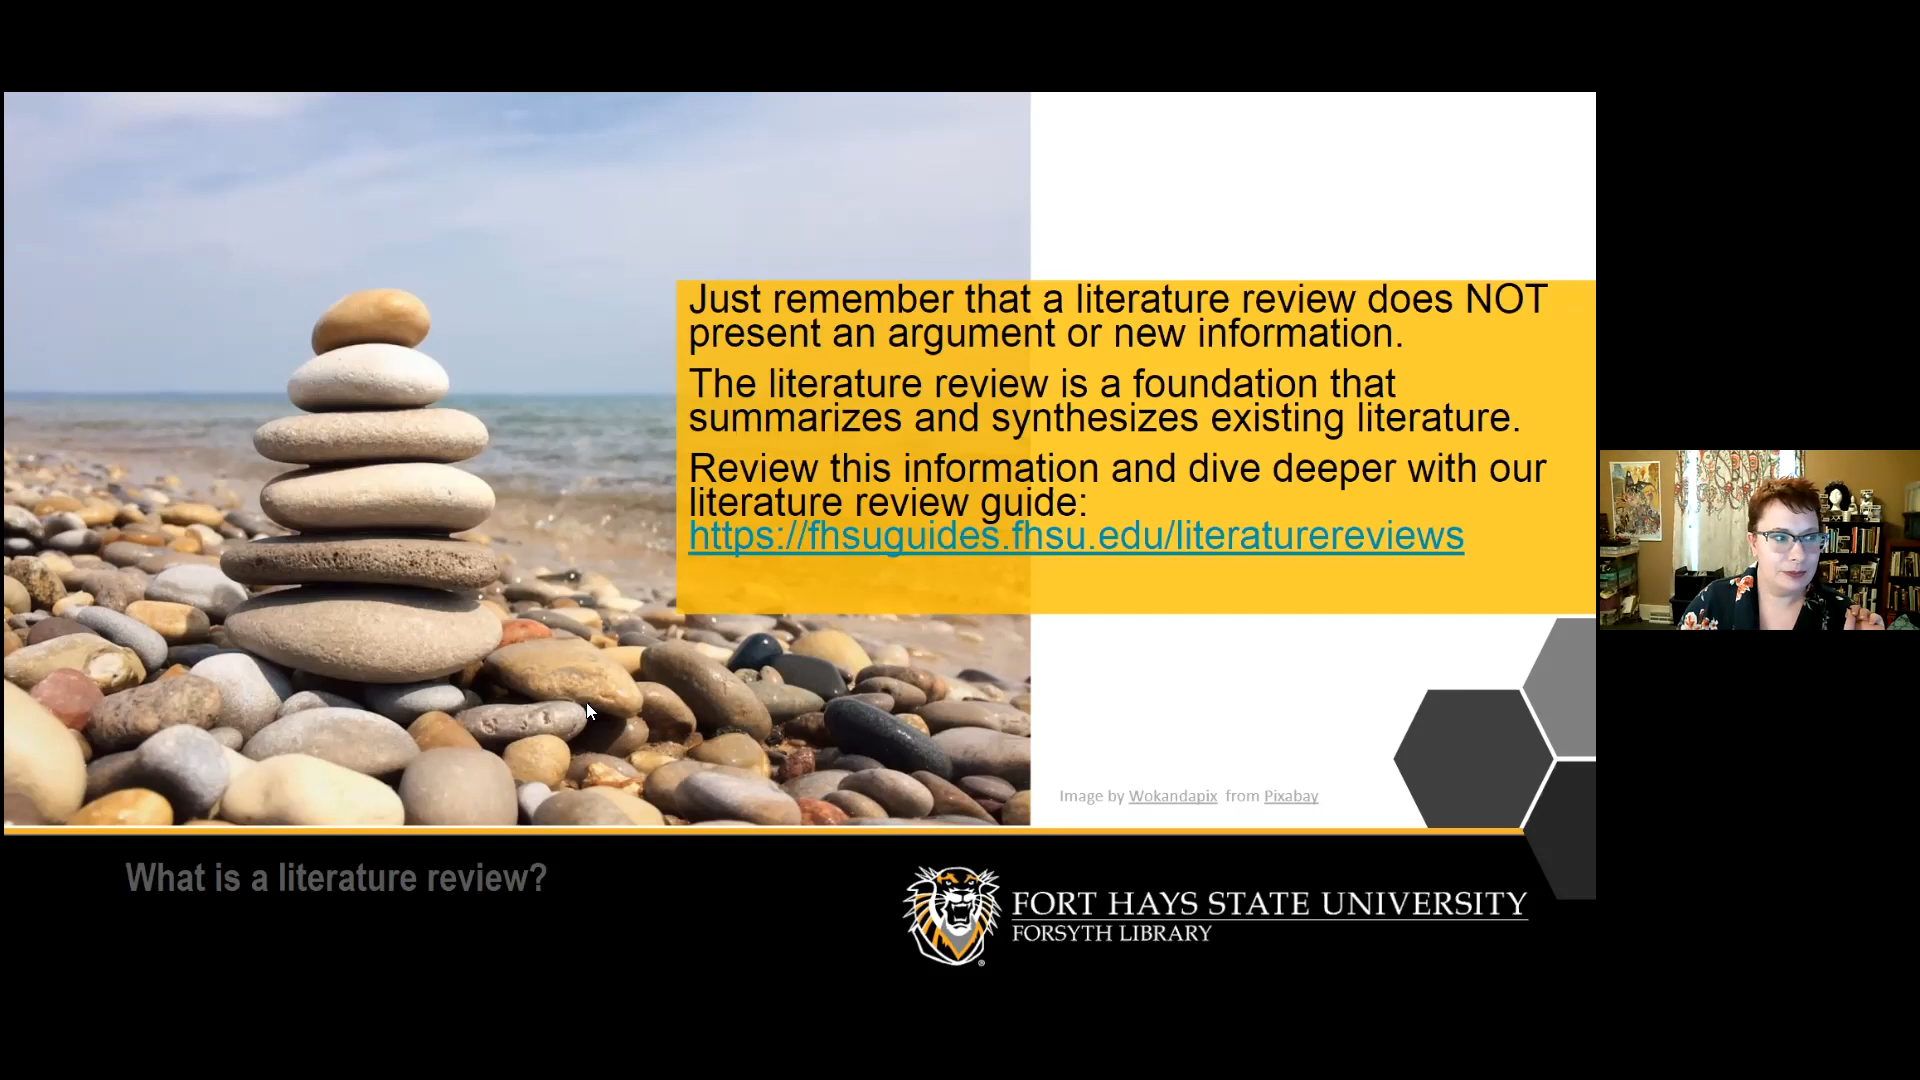 Just remember that a literature review does NOT
present an argument or new information.
The literature review is a foundation that
summarizes and synthesizes existing literature.
Review this information and dive deeper with our
literature review guide:
https://fhsuguides.fhsu.edu/literaturereviews
Image by Wokandapix from Pixabay
What is a literature review?
FORT HAYS STATE UNIVERSITY
FORSYTH LIBRARY